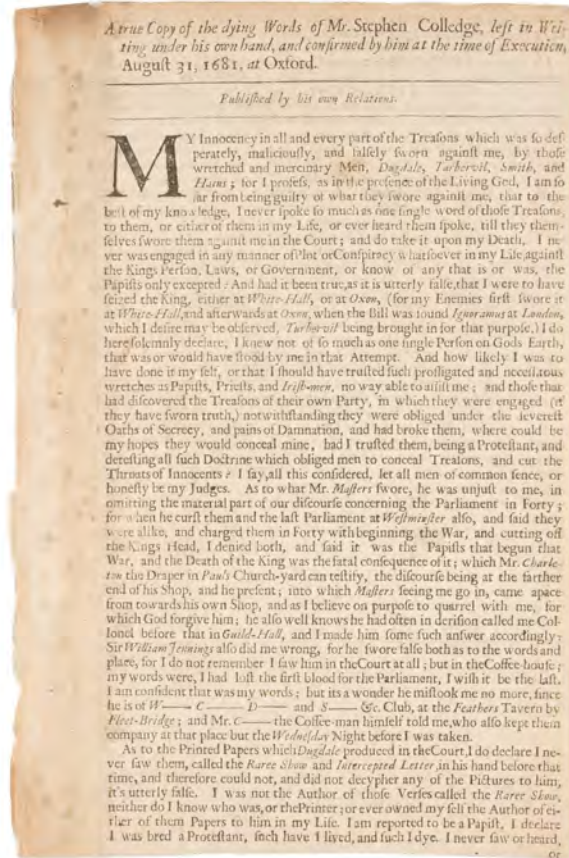 A true Copy of the dying Words of Mr. Stephen Colledge, left in Wri-
ting under his own hand, and confirmed by him at the time of Execution,
Auguſt 31, 1681, at Oxford.
Publiſhed by his own Relations.
MY Innocency in all and every part of the Treaſons which was ſo deſ-
perately, maliciouſly, and falſely ſworn againſt me, by thoſe
wretched and mercinary Men, Dugdale, Turbervil, Smith, and
Hans; for I profeſs, as in the preſence of the Living God, I am ſo
far from being guilty of what they ſwore againſt me, that to the
beſt of my knowledge, I never ſpoke ſo much as one ſingle word of thoſe Treaſons,
to them, or either of them in my Life, or ever heard them ſpoke, till they them-
ſelves ſwore them againſt me in the Court; and do take it upon my Death, I ne-
ver was engaged in any manner of Plot or Conſpiracy whatſoever in my Life, againſt
the Kings Perſon, Laws, or Government, or know of any that is or was, the
Papiſts only excepted: And had it been true, as it is utterly falſe, that I were to have
ſeized the King, either at White-Hall, or at Oxon, (for my Enemies firſt ſwore it
at White-Hall, and afterwards at Oxon, when the Bill was found Ignoramus at London,
which I deſire may be obſerved, Turbervil being brought in for that purpoſe,) I do
here ſolemnly declare, I knew not of ſo much as one ſingle Perſon on Gods Earth,
that was or would have ſtood by me in that Attempt. And how likely I was to
have done it my ſelf, or that I should have truſted ſuch profligated and neceſſitous
wretches as Papiſts, Prieſts, and Iriſh-men, no way able to aſſiſt me; and thoſe that
had diſcovered the Treaſons of their own Party, in which they were engaged (if
they have ſworn truth,) notwithſtanding they were obliged under the ſevereſt
Oaths of Secrecy, and pains of Damnation, and had broke them, where could be
my hopes they would conceal mine, had I truſted them, being a Proteſtant, and
deteſting all ſuch Doctrine which obliged men to conceal Treaſons, and cut the
Throats of Innocents? I ſay, all this conſidered, let all men of common ſence, or
honeſty be my Judges. As to what Mr. Maſters ſwore, he was unjuſt to me, in
omitting the material part of our diſcourſe concerning the Parliament in Forty;
for when he curſt them and the laſt Parliament at Weſtminſter alſo, and ſaid they
were alike, and charged them in Forty with beginning the War, and cutting off
the Kings Head, I denied both, and ſaid it was the Papiſts that begun that
War, and the Death of the King was the fatal conſequence of it; which Mr. Charle-
ton the Draper in Pauls Church-yard can teſtify, the diſcourſe being at the farther
end of his Shop, and he preſent; into which Maſters ſeeing me go in, came apace
from towards his own Shop, and as I believe on purpoſe to quarrel with me, for
which God forgive him; he alſo well knows he had often in deriſion called me Col-
lonel before that in Guild-Hall, and I made him ſome ſuch anſwer accordingly:
Sir William Jennings alſo did me wrong, for he ſwore falſe both as to the words and
place, for I do not remember I ſaw him in the Court at all; but in the Coffee-houſe;
my words were, I had loſt the firſt blood for the Parliament, I wiſh it be the laſt.
I am confident that was my words; but its a wonder he miſtook me no more, ſince
he is of W—— C—— D—— and S—— &c. Club, at the Feathers Tavern by
Fleet-Bridge; and Mr. C—— the Coffee-man himſelf told me, who alſo kept them
company at that place but the Wedneſday Night before I was taken.
As to the Printed Papers which Dugdale produced in the Court, I do declare I ne-
ver ſaw them, called the Raree Show and Intercepted Letter, in his hand before that
time, and therefore could not, and did not decypher any of the Pictures to him,
it's utterly falſe. I was not the Author of thoſe Verſes called the Raree Show,
neither do I know who was, or the Printer; or ever owned my ſelf the Author of ei-
ther of them Papers to him in my Life. I am reported to be a Papiſt, I declare
I was bred a Proteſtant, ſuch have I lived, and ſuch I dye. I never ſaw or heard,
or